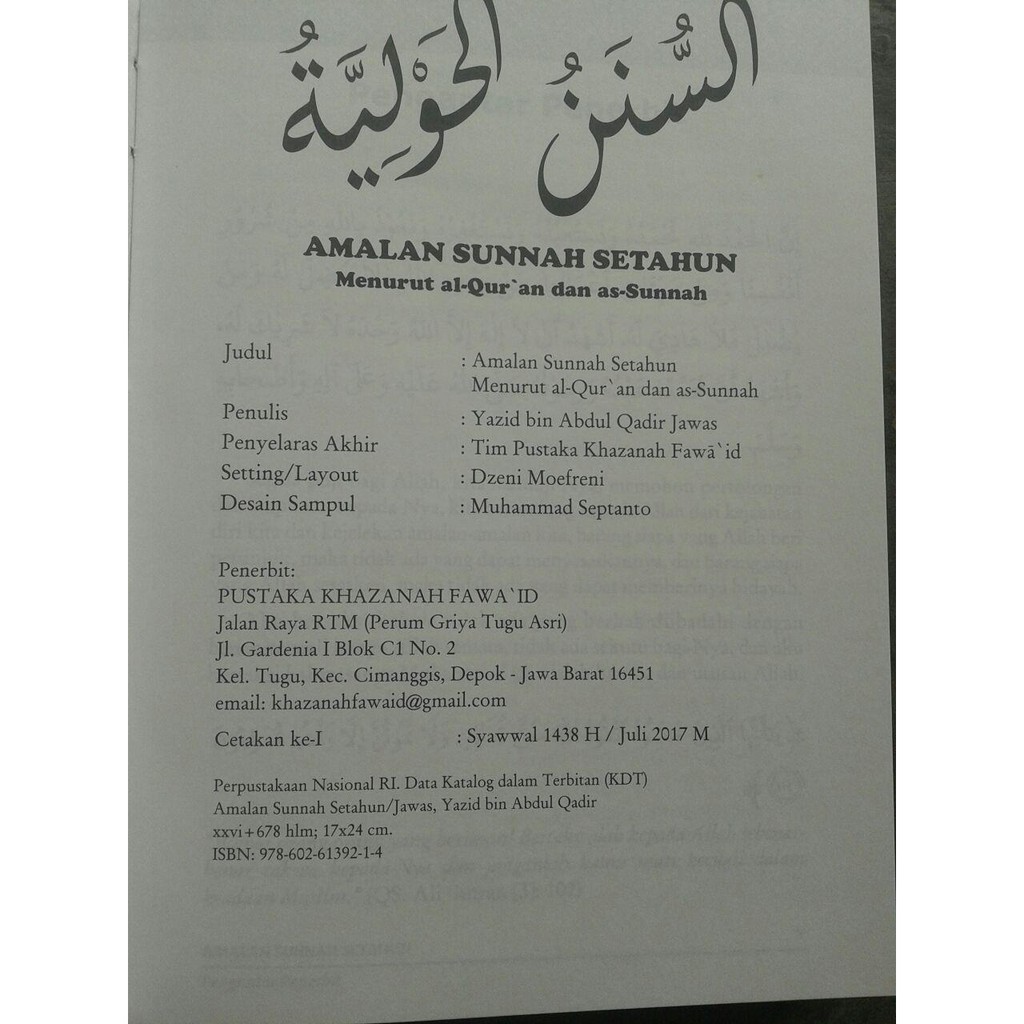 السُّنَنُ الحَوْلِيَّةُ
AMALAN SUNNAH SETAHUN
Menurut al-Qur`an dan as-Sunnah
Judul : Amalan Sunnah Setahun
Menurut al-Qur`an dan as-Sunnah
Penulis : Yazid bin Abdul Qadir Jawas
Penyelaras Akhir : Tim Pustaka Khazanah Fawā`id
Setting/Layout : Dzeni Moefreni
Desain Sampul : Muhammad Septanto
Penerbit:
PUSTAKA KHAZANAH FAWA`ID
Jalan Raya RTM (Perum Griya Tugu Asri)
Jl. Gardenia I Blok C1 No. 2
Kel. Tugu, Kec. Cimanggis, Depok - Jawa Barat 16451
email: khazanahfawaid@gmail.com
Cetakan ke-I : Syawwal 1438 H / Juli 2017 M
Perpustakaan Nasional RI. Data Katalog dalam Terbitan (KDT)
Amalan Sunnah Setahun/Jawas, Yazid bin Abdul Qadir
xxvi+678 hlm; 17x24 cm.
ISBN: 978-602-61392-1-4